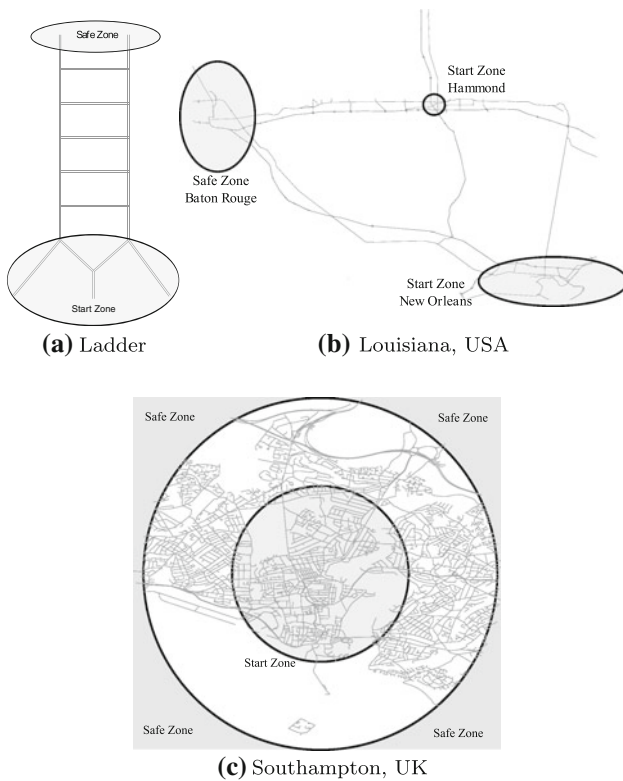 Safe Zone
Start Zone
(a) Ladder
Start Zone
Hammond
Safe Zone
Baton Rouge
Start Zone
New Orleans
(b) Louisiana, USA
Safe Zone
Safe Zone
Start Zone
Safe Zone
Safe Zone
(c) Southampton, UK